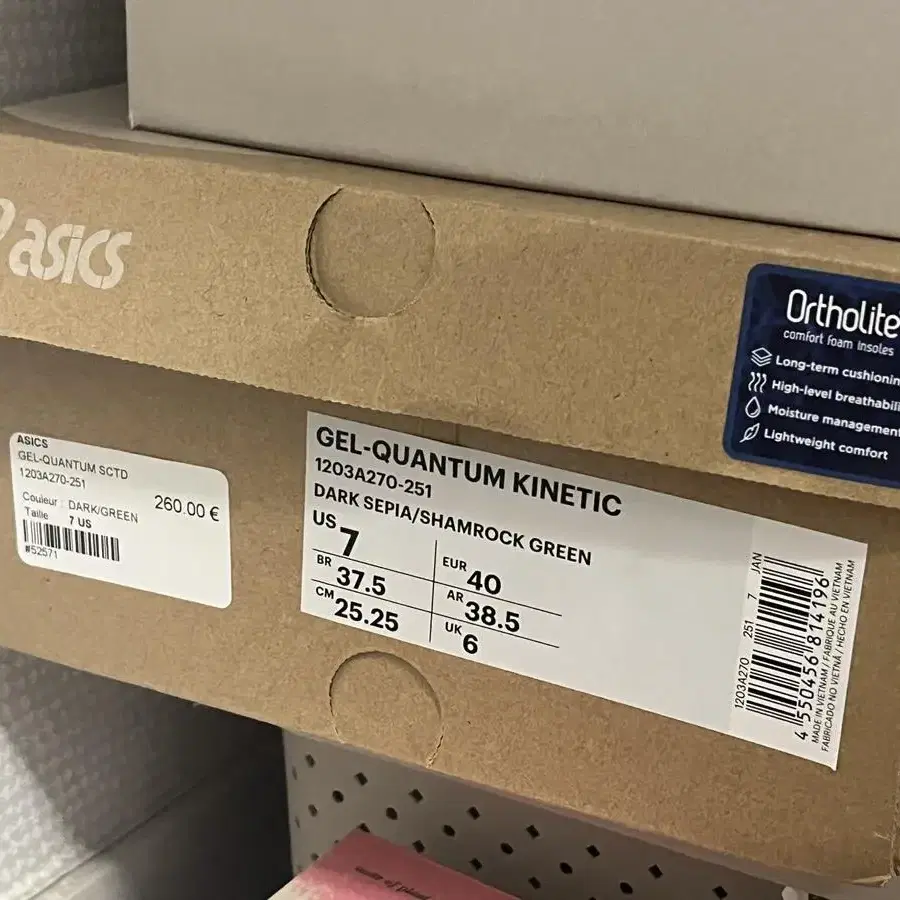 asics
Ortholite
comfort foam insoles
Long-term cushionin
High-level breathabili
Moisture management
Lightweight comfort
ASICS
GEL-QUANTUM SCTD
1203A270-251
Couleur : DARK/GREEN
260.00 €
Taille 7 US
#52571
GEL-QUANTUM KINETIC
1203A270-251
DARK SEPIA/SHAMROCK GREEN
US 7
EUR 40
BR 37.5
AR 38.5
CM 25.25
UK 6
1203A270 251 7 JAN
4 550456 814196
MADE IN VIETNAM / FABRIQUE AU VIETNAM
FABRICADO NO VIETNÃ / HECHO EN VIETNAM